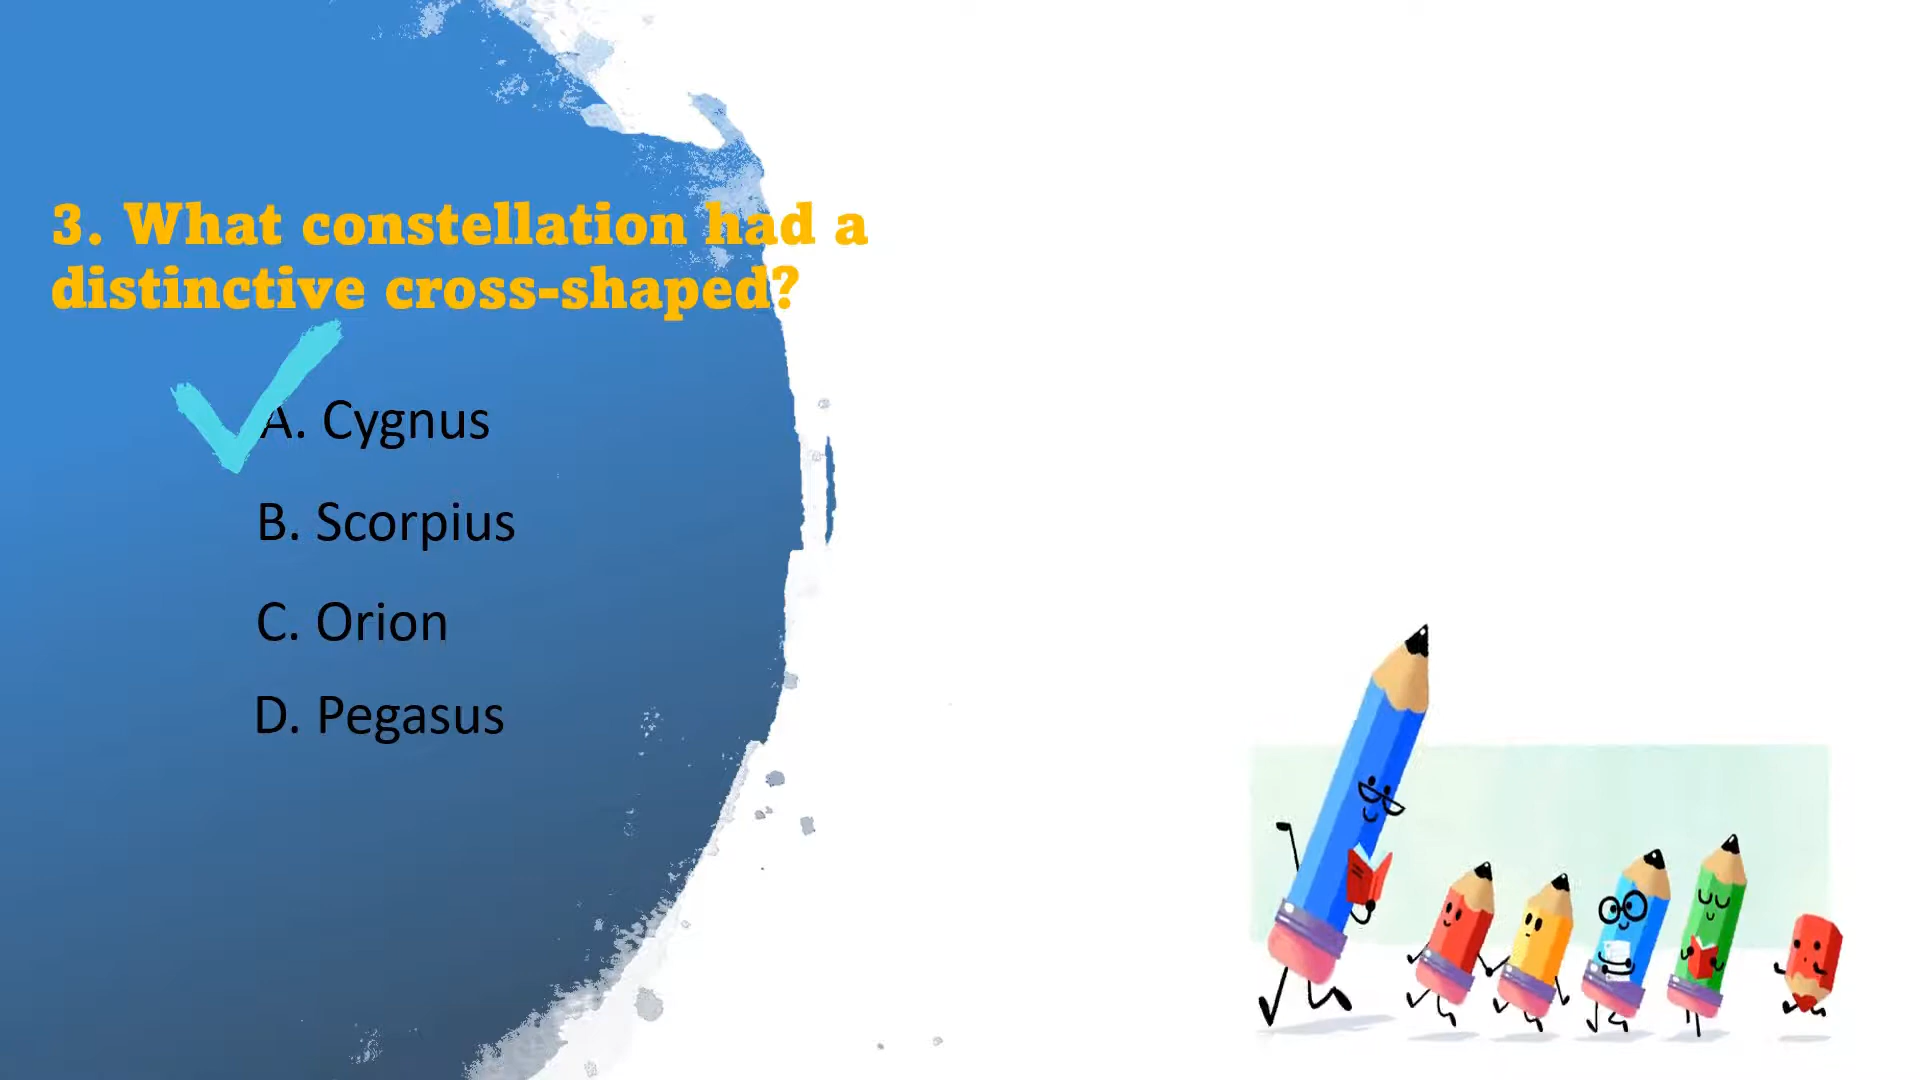 3. What constellation had a
distinctive cross-shaped?
A. Cygnus
B. Scorpius
C. Orion
D. Pegasus